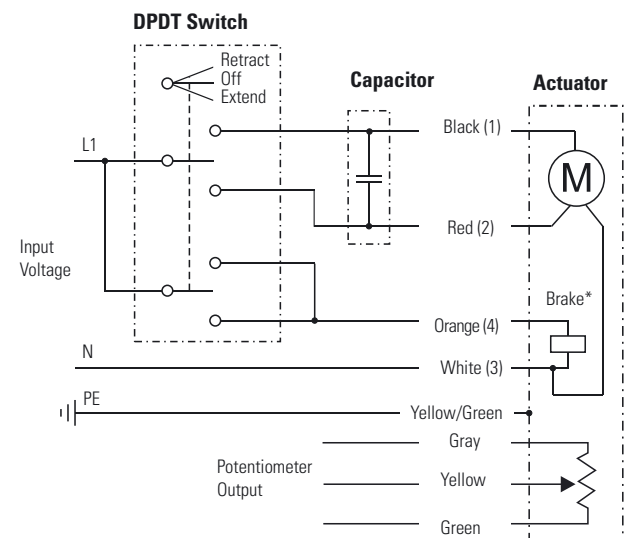 DPDT Switch
Retract
Off
Extend
Capacitor
Actuator
L1
Black (1)
M
Red (2)
Input
Voltage
Brake*
Orange (4)
N
White (3)
PE
Yellow/Green
Gray
Potentiometer
Output
Yellow
Green